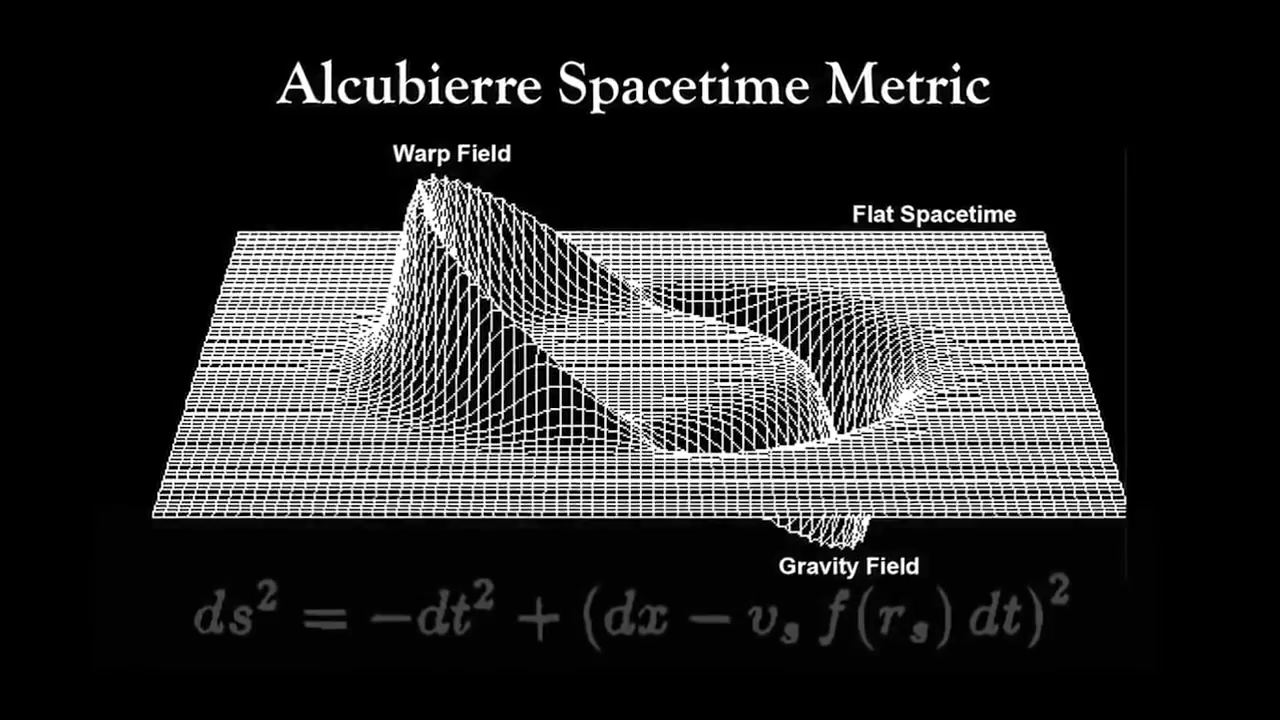 Alcubierre Spacetime Metric
Warp Field
Flat Spacetime
Gravity Field
ds² = −dt² + (dx − vₛ f(rₛ) dt)²